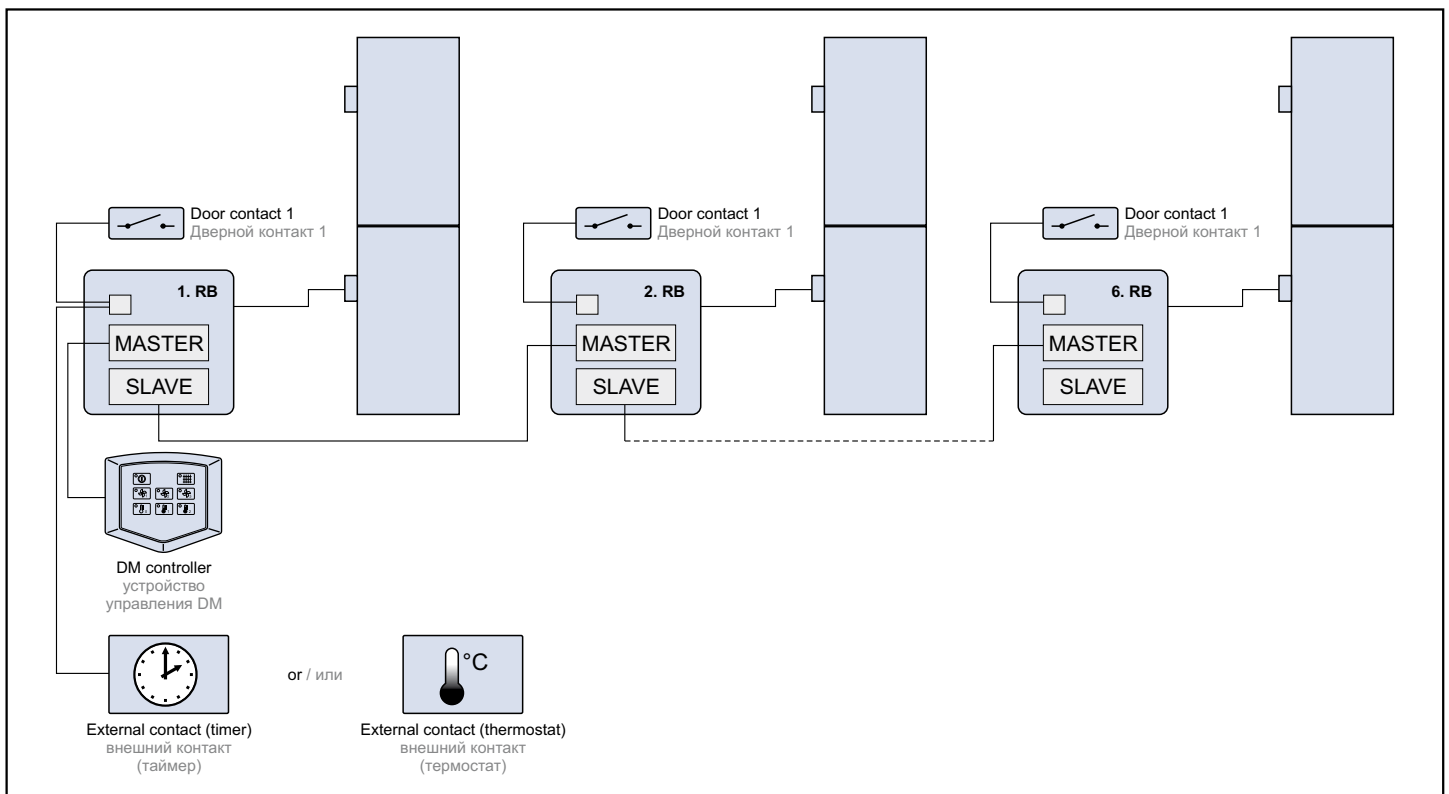 Door contact 1
Дверной контакт 1
Door contact 1
Дверной контакт 1
Door contact 1
Дверной контакт 1
1. RB
MASTER
SLAVE
2. RB
MASTER
SLAVE
6. RB
MASTER
SLAVE
DM controller
устройство
управления DM
°C
or / или
External contact (timer)
внешний контакт
(таймер)
External contact (thermostat)
внешний контакт
(термостат)